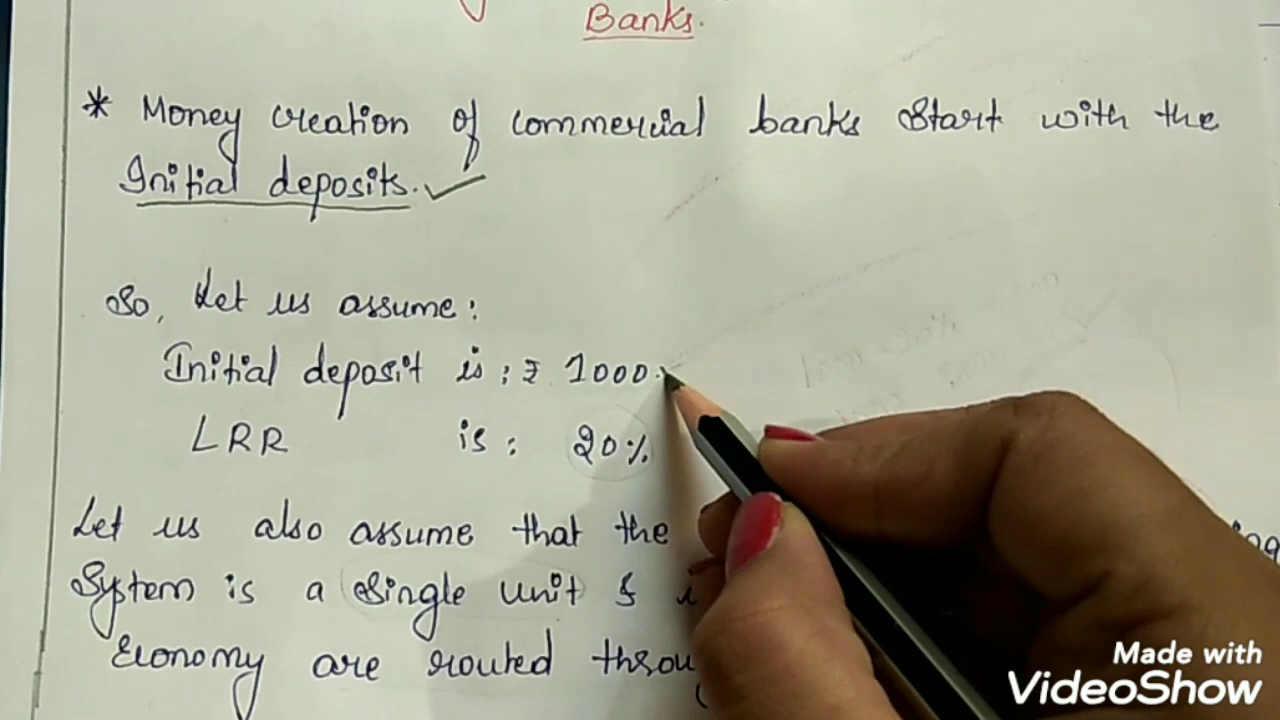 Banks.
* Money creation of commercial banks start with the
Initial deposits.
So, Let us assume:
Initial deposit is: ₹ 1000
LRR is: 20%
Let us also assume that the
System is a single unit &
Economy are routed
Made with
VideoShow